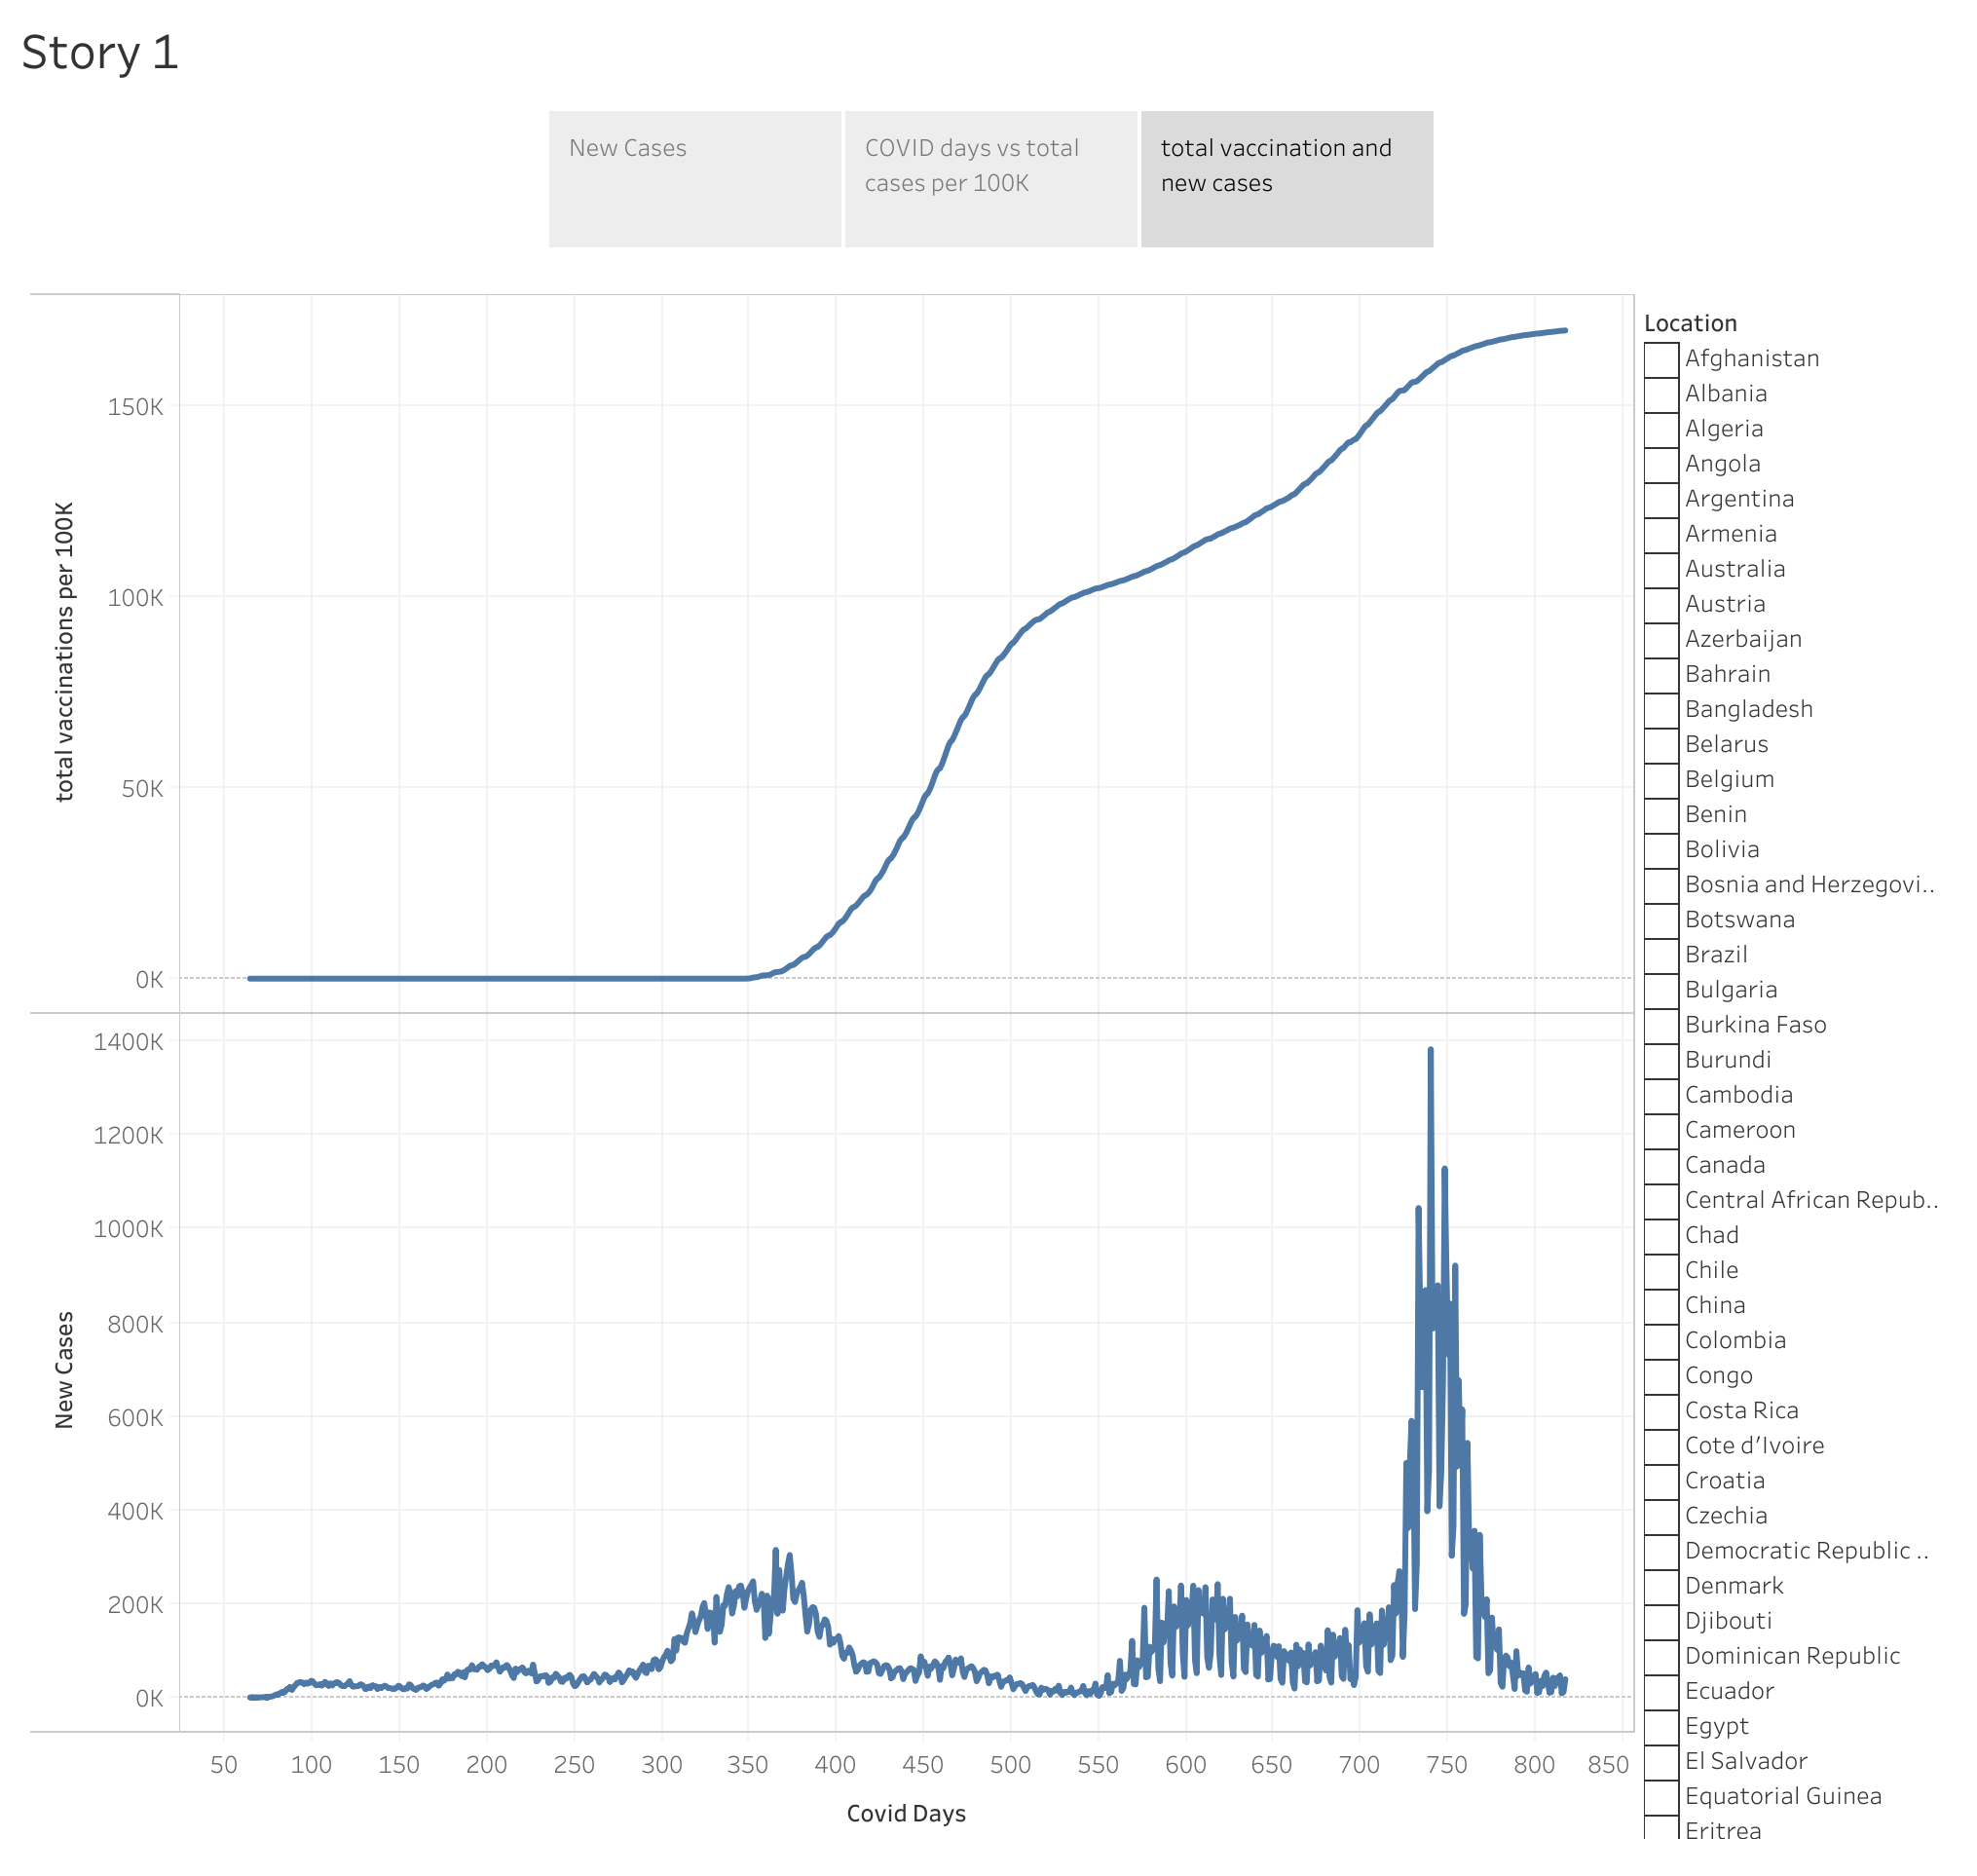 Story 1
New Cases
COVID days vs total
cases per 100K
total vaccination and
new cases
total vaccinations per 100K
150K
100K
50K
0K
New Cases
1400K
1200K
1000K
800K
600K
400K
200K
0K
50 100 150 200 250 300 350 400 450 500 550 600 650 700 750 800 850
Covid Days
Location
Afghanistan
Albania
Algeria
Angola
Argentina
Armenia
Australia
Austria
Azerbaijan
Bahrain
Bangladesh
Belarus
Belgium
Benin
Bolivia
Bosnia and Herzegovi..
Botswana
Brazil
Bulgaria
Burkina Faso
Burundi
Cambodia
Cameroon
Canada
Central African Repub..
Chad
Chile
China
Colombia
Congo
Costa Rica
Cote d’Ivoire
Croatia
Czechia
Democratic Republic ..
Denmark
Djibouti
Dominican Republic
Ecuador
Egypt
El Salvador
Equatorial Guinea
Eritrea